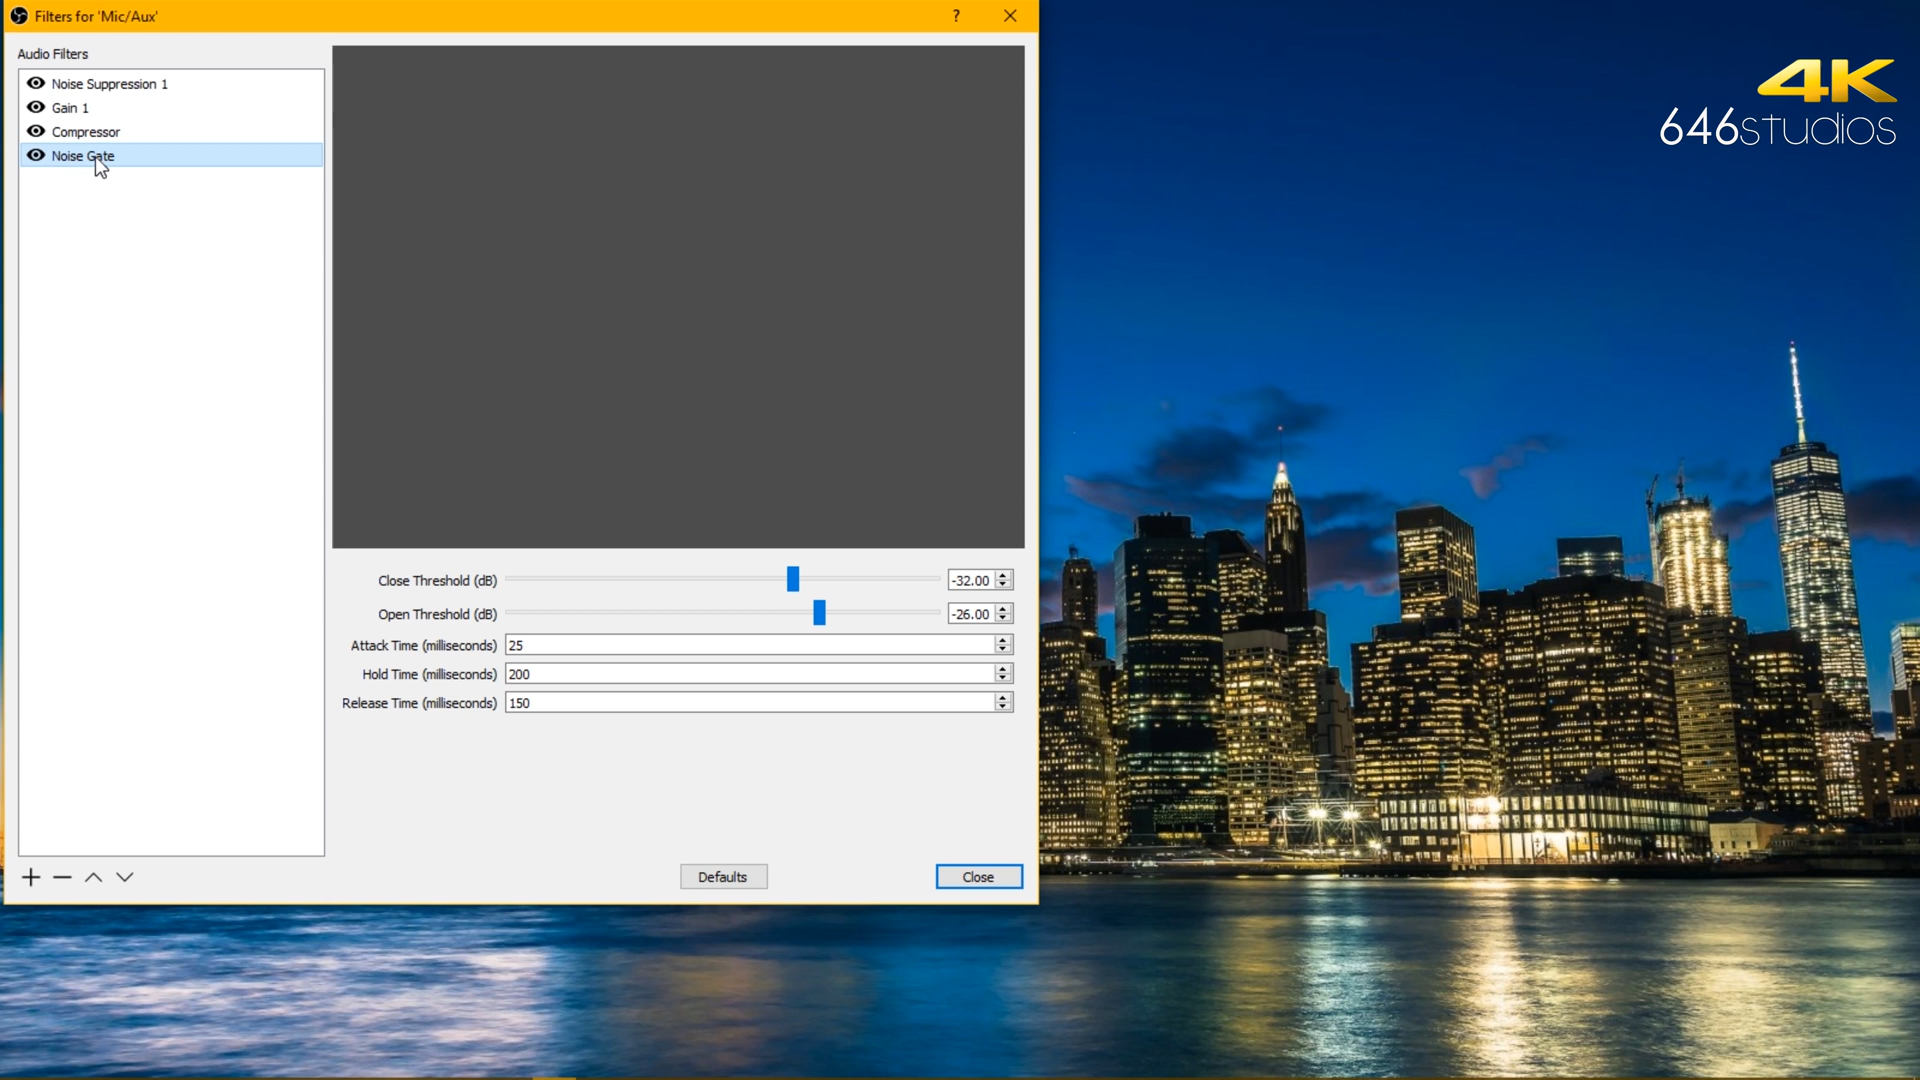 Filters for 'Mic/Aux'
?
Audio Filters
Noise Suppression 1
Gain 1
Compressor
Noise Gate
Close Threshold (dB)
-32.00
Open Threshold (dB)
-26.00
Attack Time (milliseconds)
25
Hold Time (milliseconds)
200
Release Time (milliseconds)
150
Defaults
Close
4K
646studios